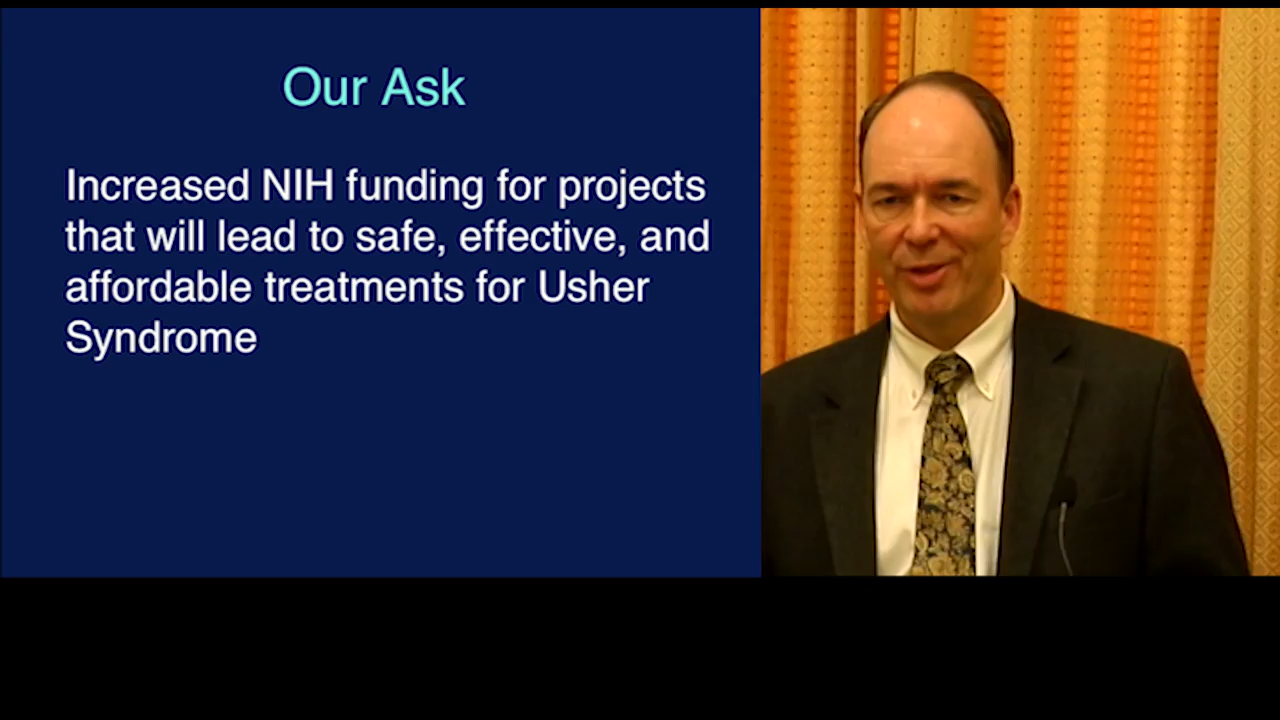 Our Ask
Increased NIH funding for projects
that will lead to safe, effective, and
affordable treatments for Usher
Syndrome